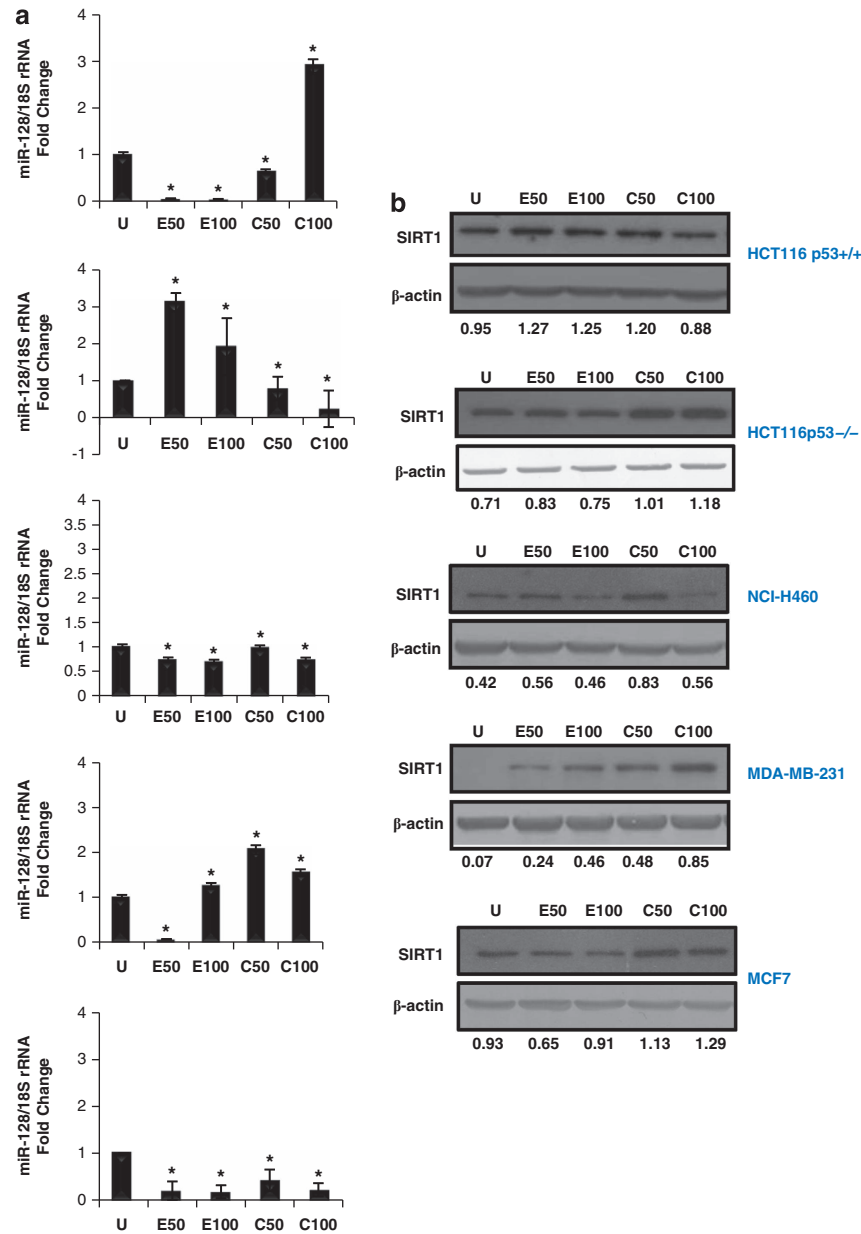 a
miR-128/18S rRNA
Fold Change
4
3
2
1
0
*
*
*
*
U E50 E100 C50 C100
miR-128/18S rRNA
Fold Change
4
3
2
1
0
-1
*
*
*
*
U E50 E100 C50 C100
miR-128/18S rRNA
Fold Change
4
3.5
3
2.5
2
1.5
1
0.5
0
* * * *
U E50 E100 C50 C100
miR-128/18S rRNA
Fold Change
4
3
2
1
0
*
*
*
*
U E50 E100 C50 C100
miR-128/18S rRNA
Fold Change
4
3
2
1
0
* * * *
U E50 E100 C50 C100
b
U E50 E100 C50 C100
SIRT1
HCT116 p53+/+
β-actin
0.95 1.27 1.25 1.20 0.88
U E50 E100 C50 C100
SIRT1
HCT116p53–/–
β-actin
0.71 0.83 0.75 1.01 1.18
U E50 E100 C50 C100
SIRT1
NCI-H460
β-actin
0.42 0.56 0.46 0.83 0.56
U E50 E100 C50 C100
SIRT1
MDA-MB-231
β-actin
0.07 0.24 0.46 0.48 0.85
U E50 E100 C50 C100
SIRT1
MCF7
β-actin
0.93 0.65 0.91 1.13 1.29